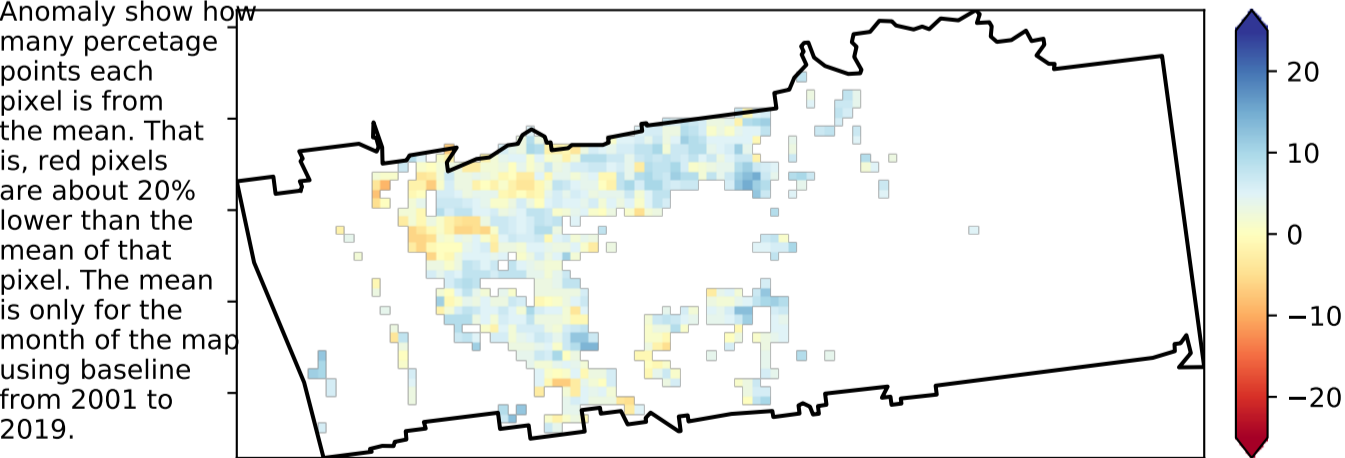 Anomaly show how
many percetage
points each
pixel is from
the mean. That
is, red pixels
are about 20%
lower than the
mean of that
pixel. The mean
is only for the
month of the map
using baseline
from 2001 to
2019.
20
10
0
−10
−20